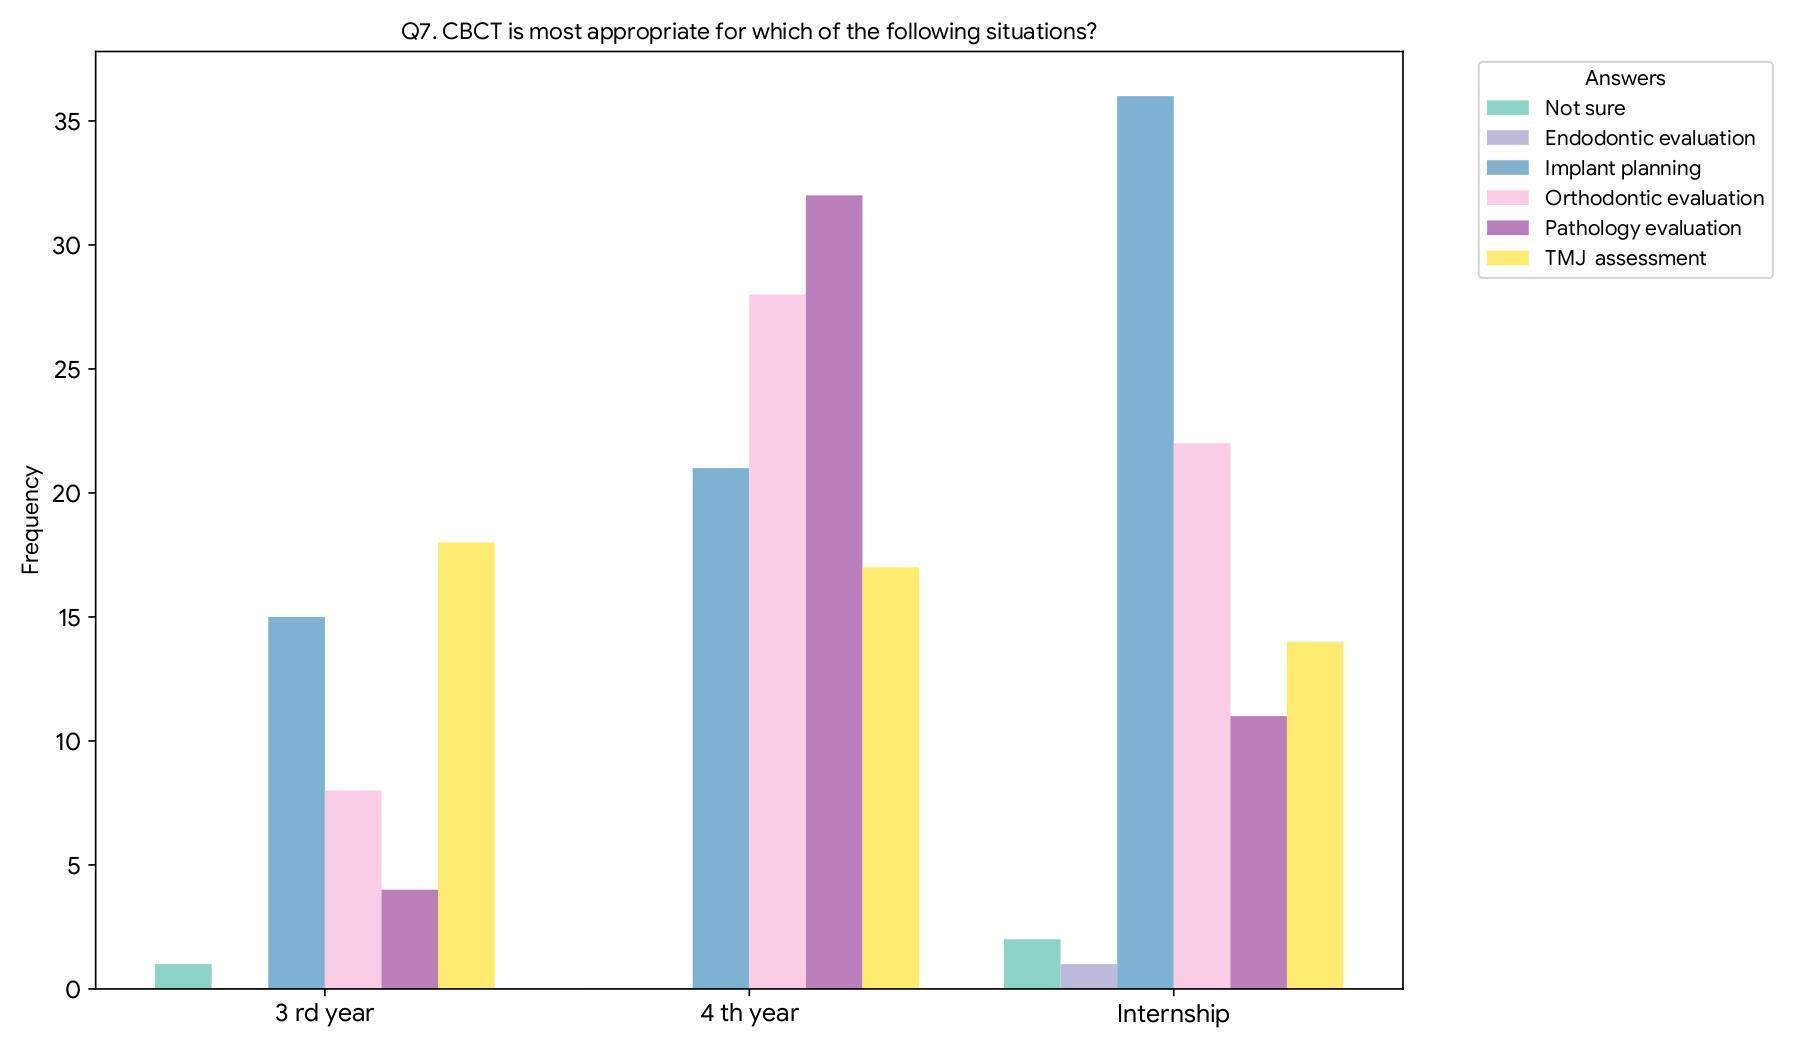 Q7. CBCT is most appropriate for which of the following situations?
Answers
Not sure
Endodontic evaluation
Implant planning
Orthodontic evaluation
Pathology evaluation
TMJ assessment
Frequency
35
30
25
20
15
10
5
0
3 rd year
4 th year
Internship